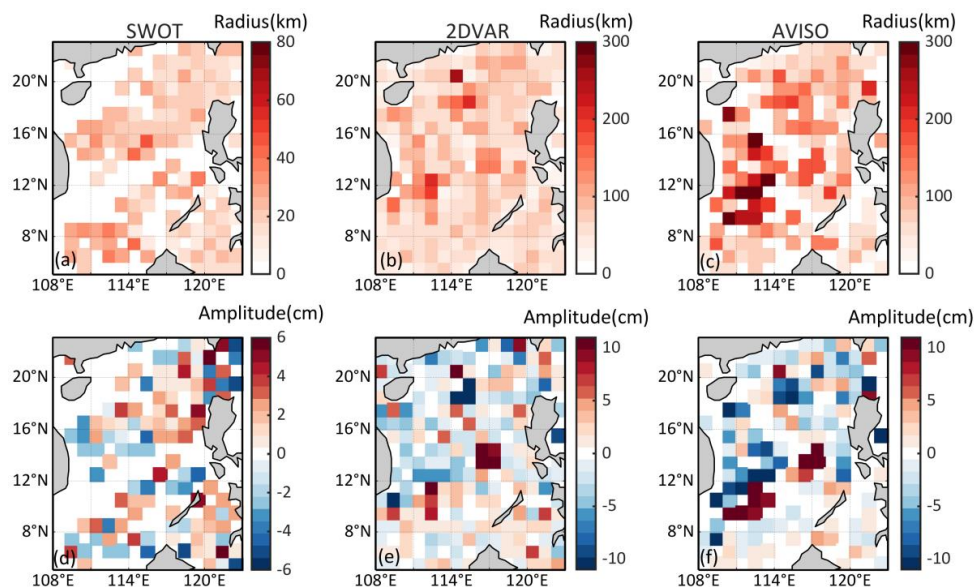 SWOT Radius(km) 2DVAR Radius(km) AVISO Radius(km)
80 300 300
20°N 20°N 20°N
70
60
16°N 16°N 16°N
200 200
50
40
12°N 12°N 12°N
30
100 100
20
8°N 8°N 8°N
10
(a) (b) (c)
0 0 0
108°E 114°E 120°E 108°E 114°E 120°E 108°E 114°E 120°E
Amplitude(cm) Amplitude(cm) Amplitude(cm)
6
10 10
20°N 20°N 20°N
4
5 5
16°N 16°N 16°N
2
0 0 0
12°N 12°N 12°N
-2
-5 -5
8°N 8°N 8°N
-4
-10 -10
(d) (e) (f)
-6
108°E 114°E 120°E 108°E 114°E 120°E 108°E 114°E 120°E